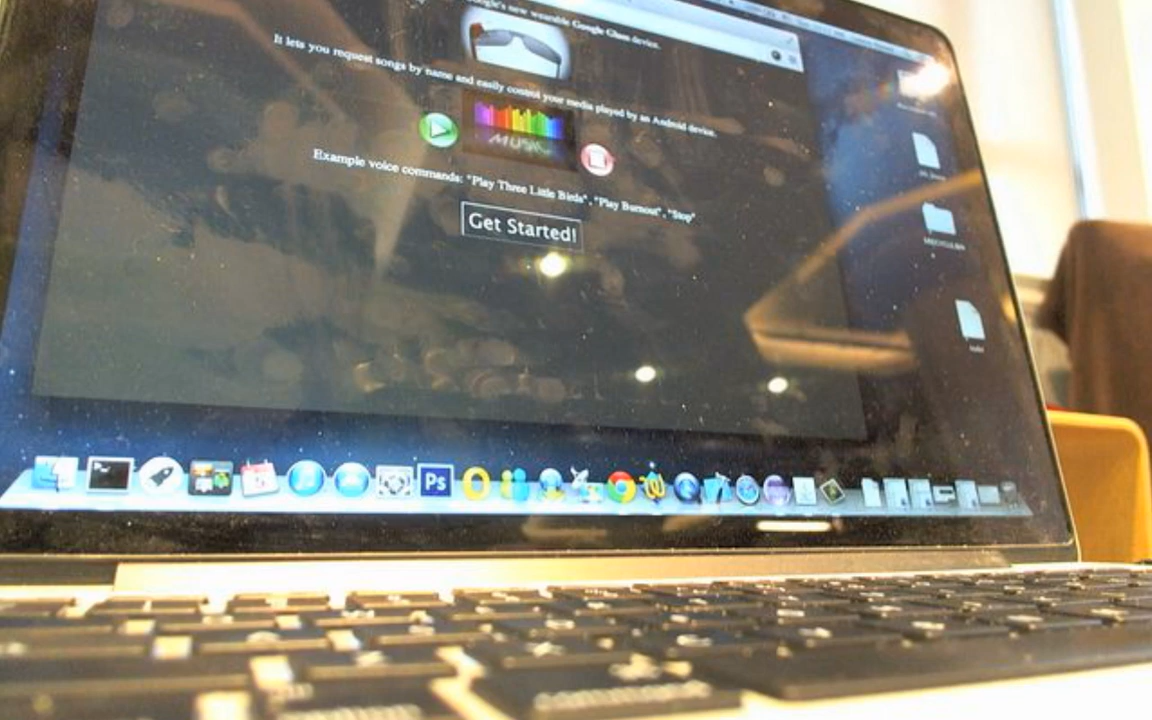 Google's new wearable Google Glass device.
It lets you request songs by name and easily control your media played by an Android device.
MUSIC
Example voice commands: "Play Three Little Birds", "Play Burnout", "Stop"
Get Started!
Ps
command